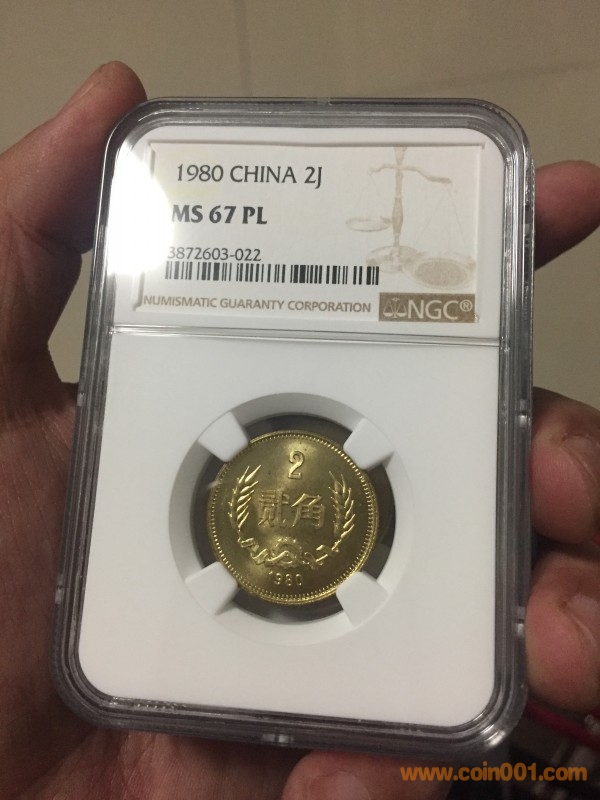 1980 CHINA 2J
MS 67 PL
3872603-022
NUMISMATIC GUARANTY CORPORATION
NGC®
2
贰角
1980
www.coin001.com